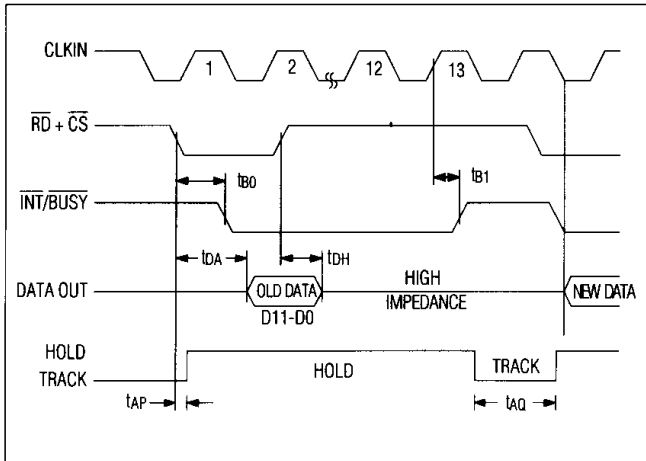 CLKIN
1 2 12 13
RD + CS
tB0
tB1
INT/BUSY
tDA
tDH
DATA OUT
OLD DATA
HIGH
IMPEDANCE
NEW DATA
D11-D0
HOLD
TRACK
HOLD
TRACK
tAP
tAQ